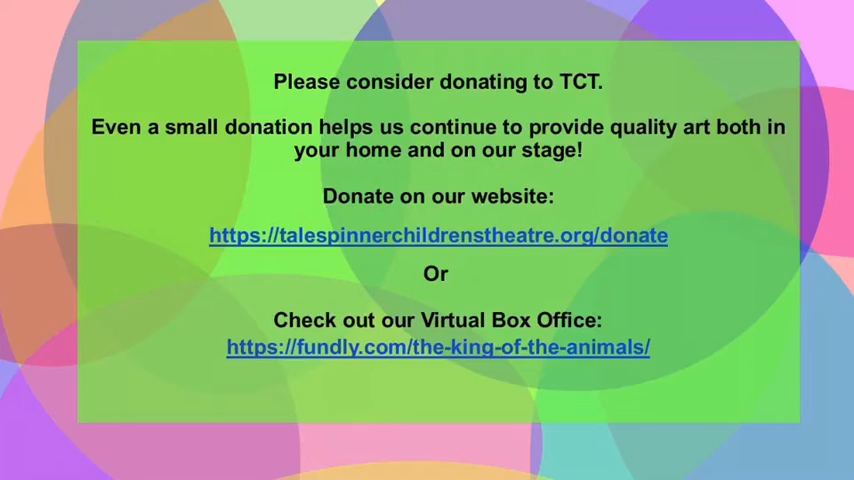 Please consider donating to TCT.
Even a small donation helps us continue to provide quality art both in
your home and on our stage!
Donate on our website:
https://talespinnerchildrenstheatre.org/donate
Or
Check out our Virtual Box Office:
https://fundly.com/the-king-of-the-animals/